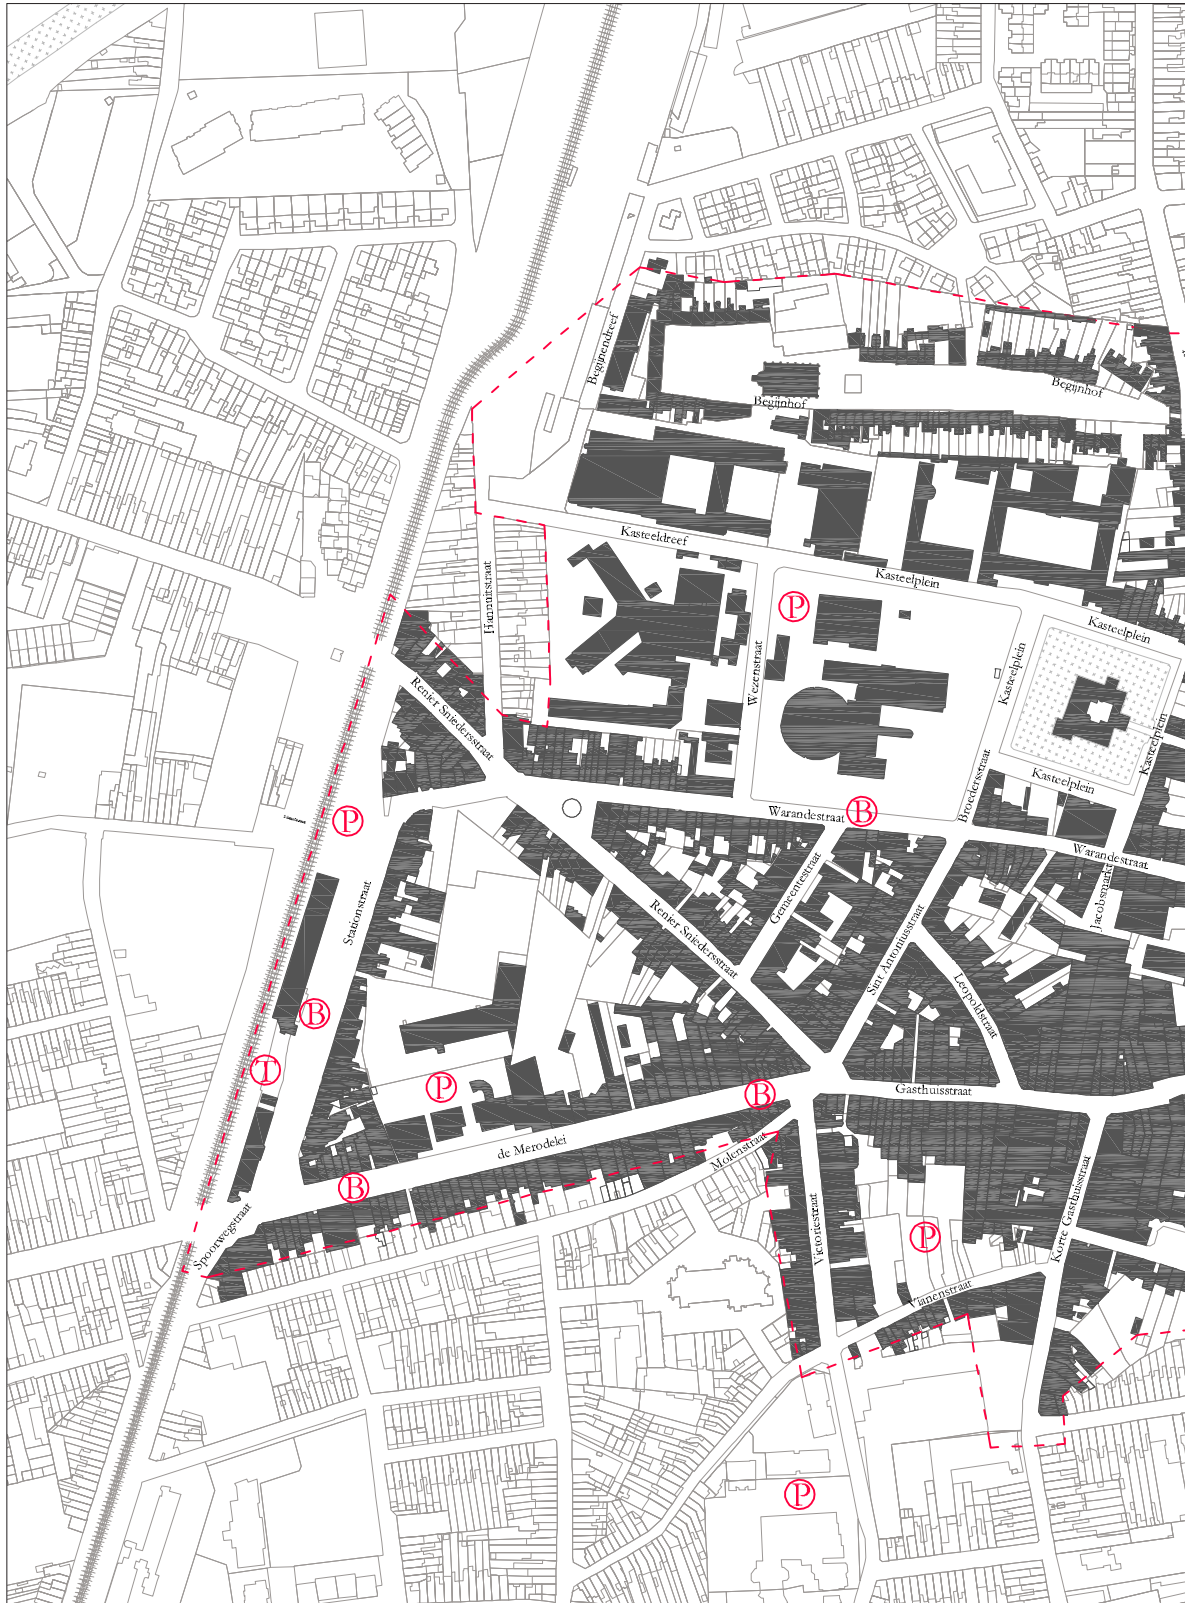 Begijnendreef
Begijnhof
Begijnhof
Kasteeldreef
Kasteelplein
Hannuitstraat
P
Kasteelplein
Kasteelplein
Wezenstraat
Renier Sniedersstraat
Kasteelplein
Kasteelplein
Broedersstraat
P
Warandestraat
B
Warandestraat
Gemeentestraat
Jacobsmarkt
Stationstraat
Renier Sniedersstraat
Sint Antoniusstraat
Leopoldstraat
B
T
P
B
Gasthuisstraat
de Merodelei
Molenstraat
B
Spoorwegstraat
Victoriestraat
P
Korte Gasthuisstraat
Vianenstraat
P